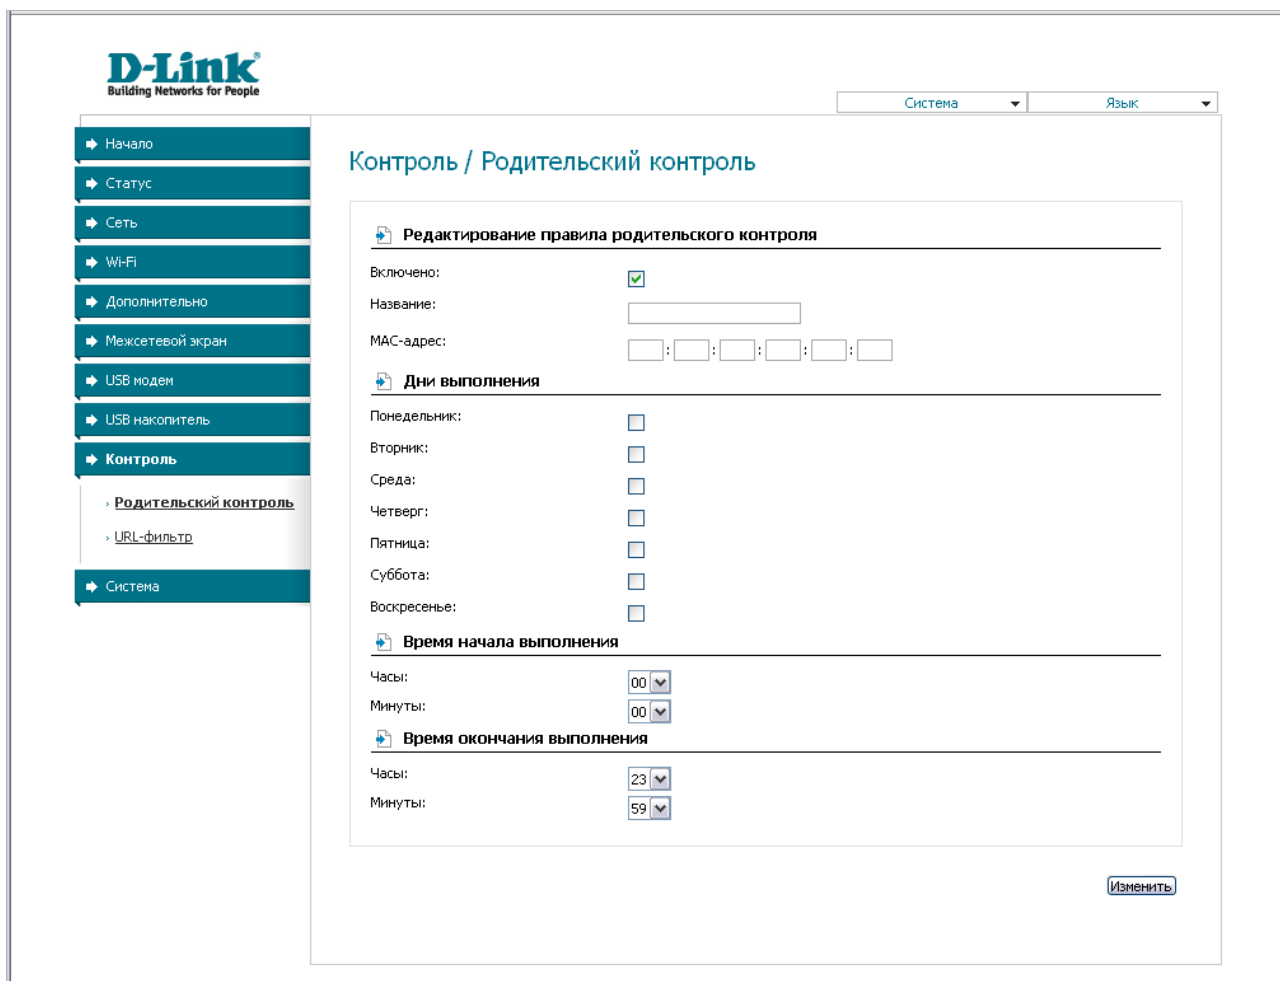 D-Link
Building Networks for People
Система
Язык
Начало
Статус
Сеть
Wi-Fi
Дополнительно
Межсетевой экран
USB модем
USB накопитель
Контроль
Родительский контроль
URL-фильтр
Система
Контроль / Родительский контроль
Редактирование правила родительского контроля
Включено:
Название:
MAC-адрес:
: : : : :
Дни выполнения
Понедельник:
Вторник:
Среда:
Четверг:
Пятница:
Суббота:
Воскресенье:
Время начала выполнения
Часы:
00
Минуты:
00
Время окончания выполнения
Часы:
23
Минуты:
59
Изменить